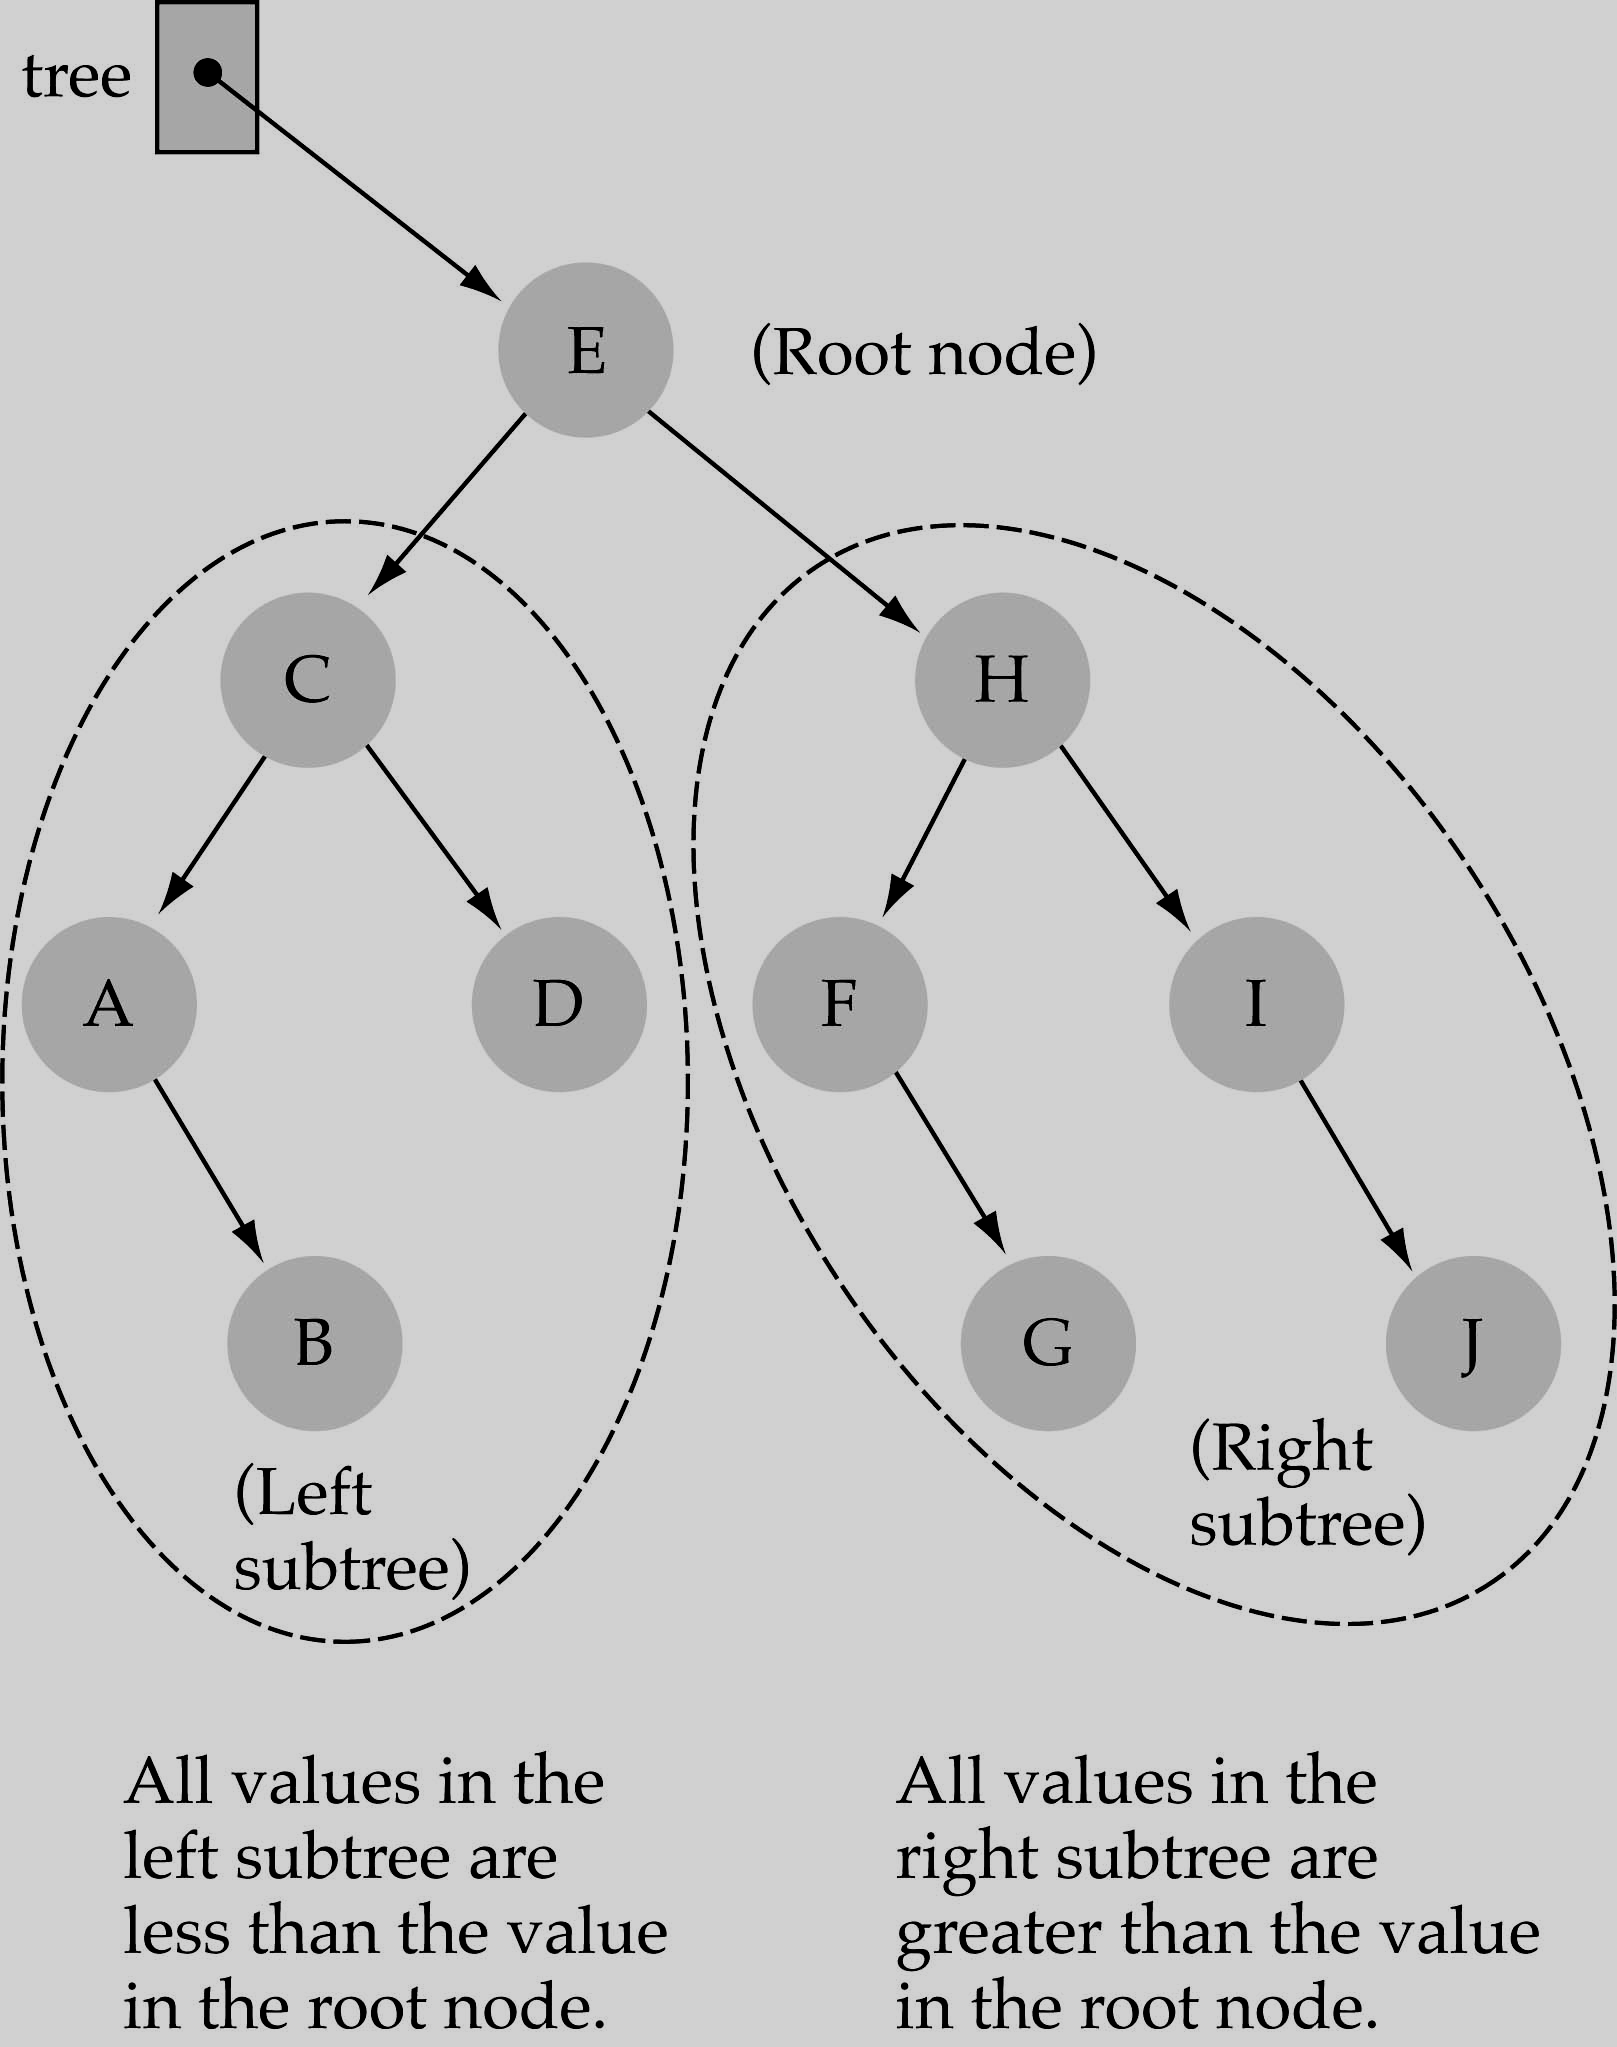 tree
E
(Root node)
C
H
A
D
F
I
B
G
J
(Left
subtree)
(Right
subtree)
All values in the
left subtree are
less than the value
in the root node.
All values in the
right subtree are
greater than the value
in the root node.